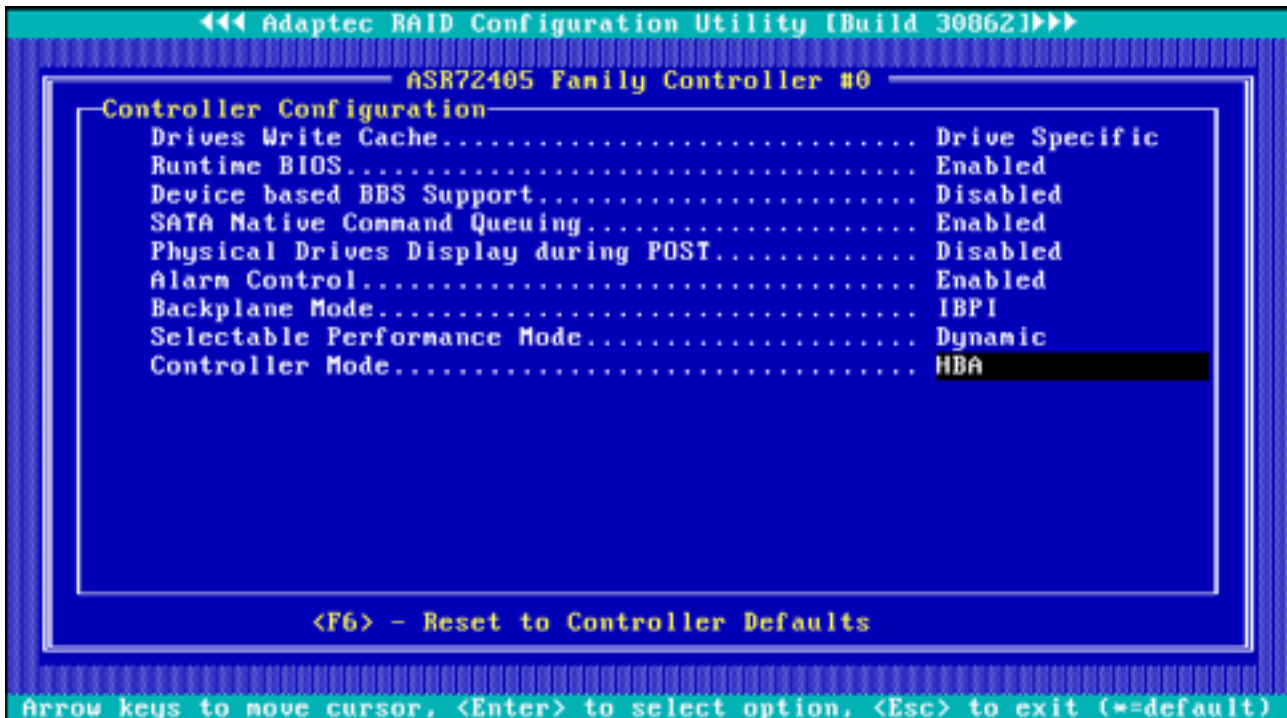 ◄◄◄ Adaptec RAID Configuration Utility [Build 30862]►►►
ASR72405 Family Controller #0
Controller Configuration
Drives Write Cache.............................. Drive Specific
Runtime BIOS.................................... Enabled
Device based BBS Support........................ Disabled
SATA Native Command Queuing..................... Enabled
Physical Drives Display during POST............. Disabled
Alarm Control................................... Enabled
Backplane Mode.................................. IBPI
Selectable Performance Mode..................... Dynamic
Controller Mode................................. HBA
<F6> - Reset to Controller Defaults
Arrow keys to move cursor, <Enter> to select option, <Esc> to exit (*=default)